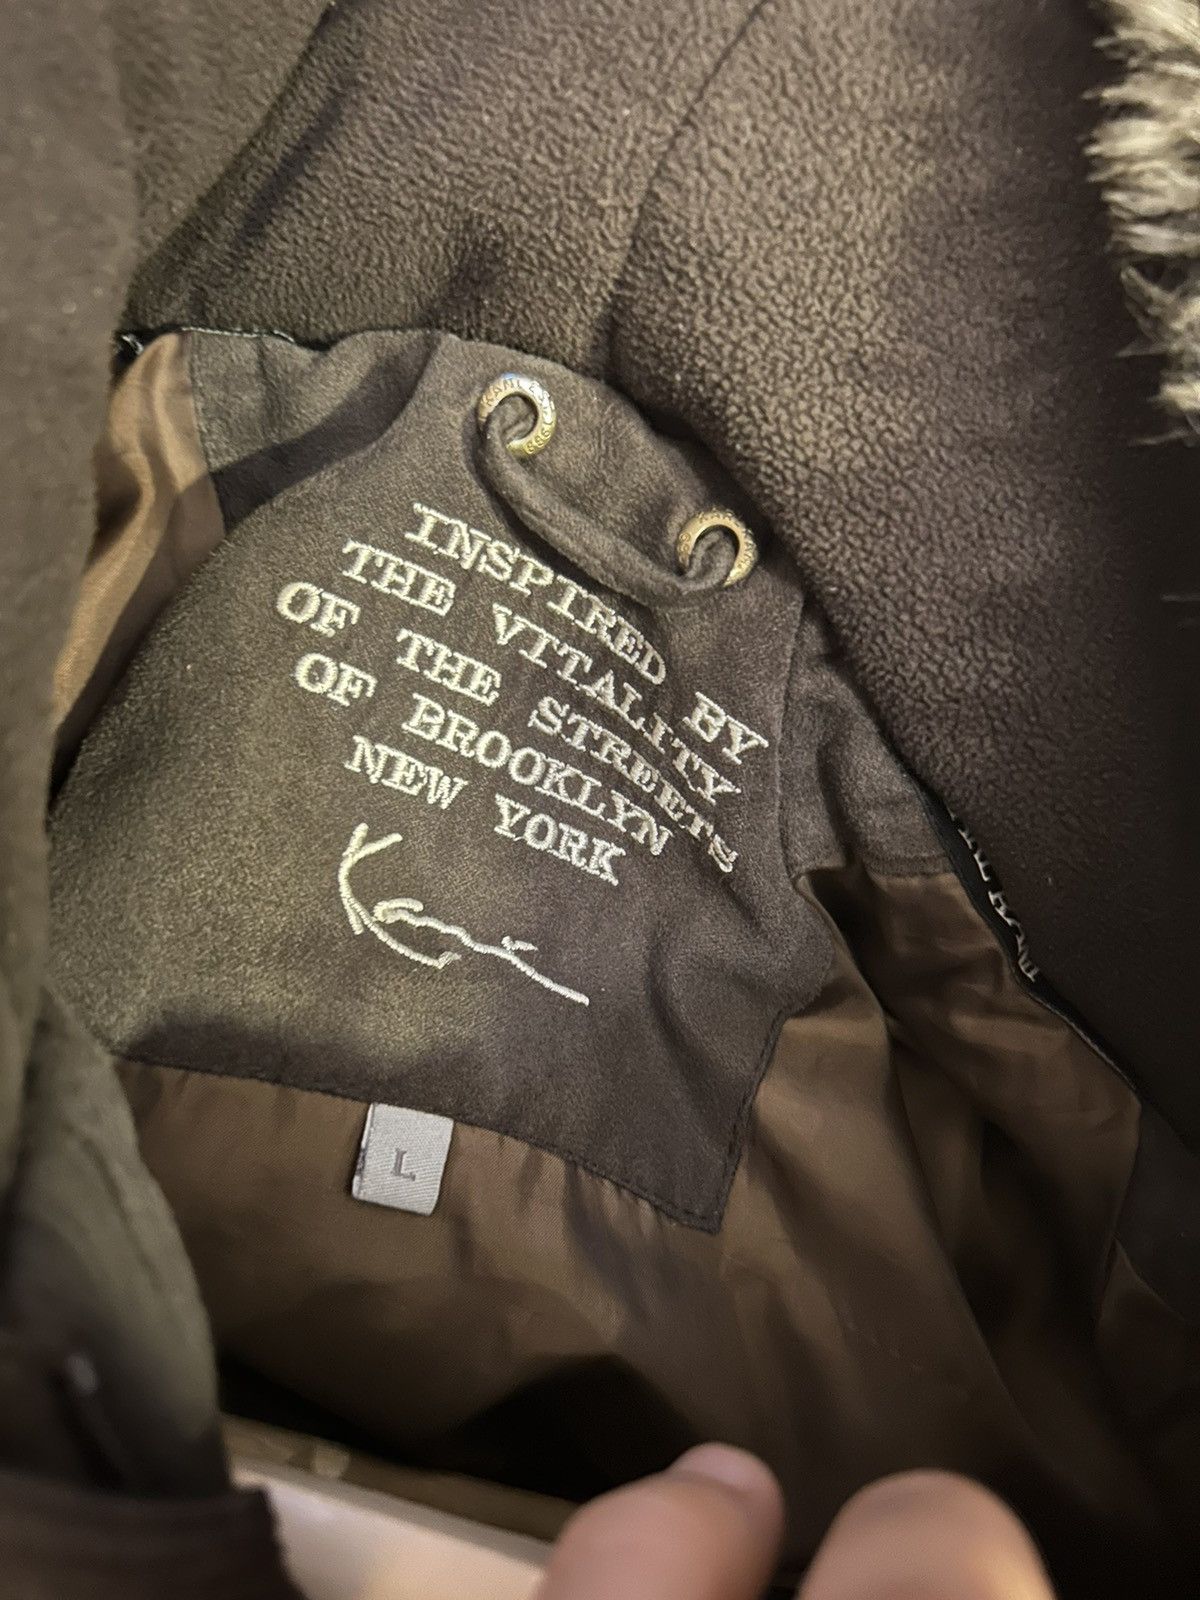 INSPIRED BY
THE VITALITY
OF THE STREETS
OF BROOKLYN
NEW YORK
Kani
L